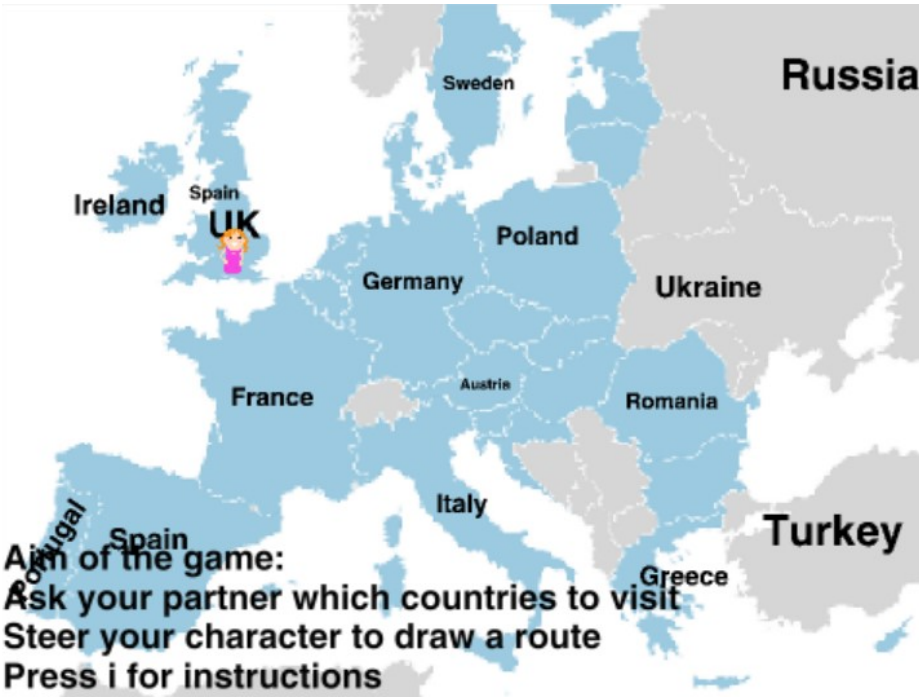 Russia
Sweden
Spain
Ireland
UK
Poland
Germany
Ukraine
Austria
France
Romania
Italy
Portugal
Spain
Turkey
Greece
Aim of the game:
Ask your partner which countries to visit
Steer your character to draw a route
Press i for instructions